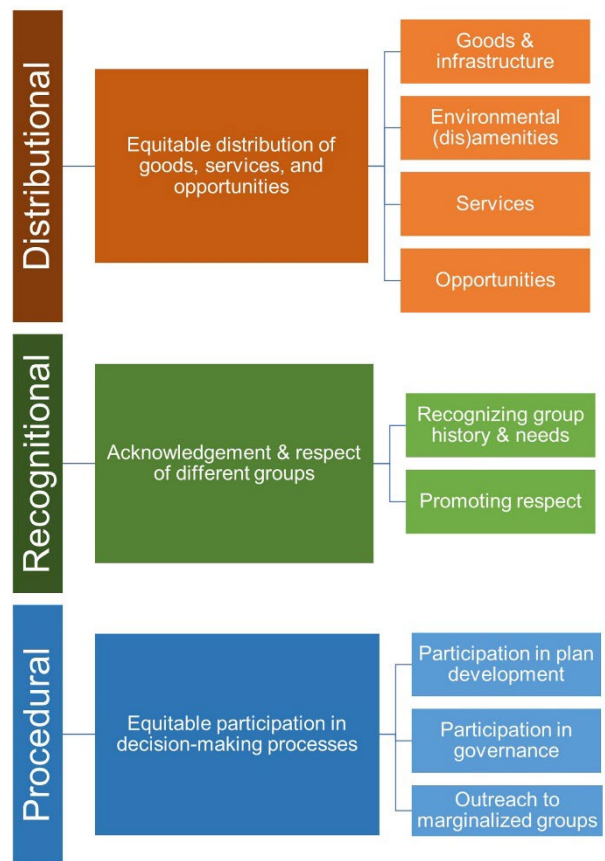 Distributional
Equitable distribution of
goods, services, and
opportunities
Goods &
infrastructure
Environmental
(dis)amenities
Services
Opportunities
Recognitional
Acknowledgement & respect
of different groups
Recognizing group
history & needs
Promoting respect
Procedural
Equitable participation in
decision-making processes
Participation in plan
development
Participation in
governance
Outreach to
marginalized groups